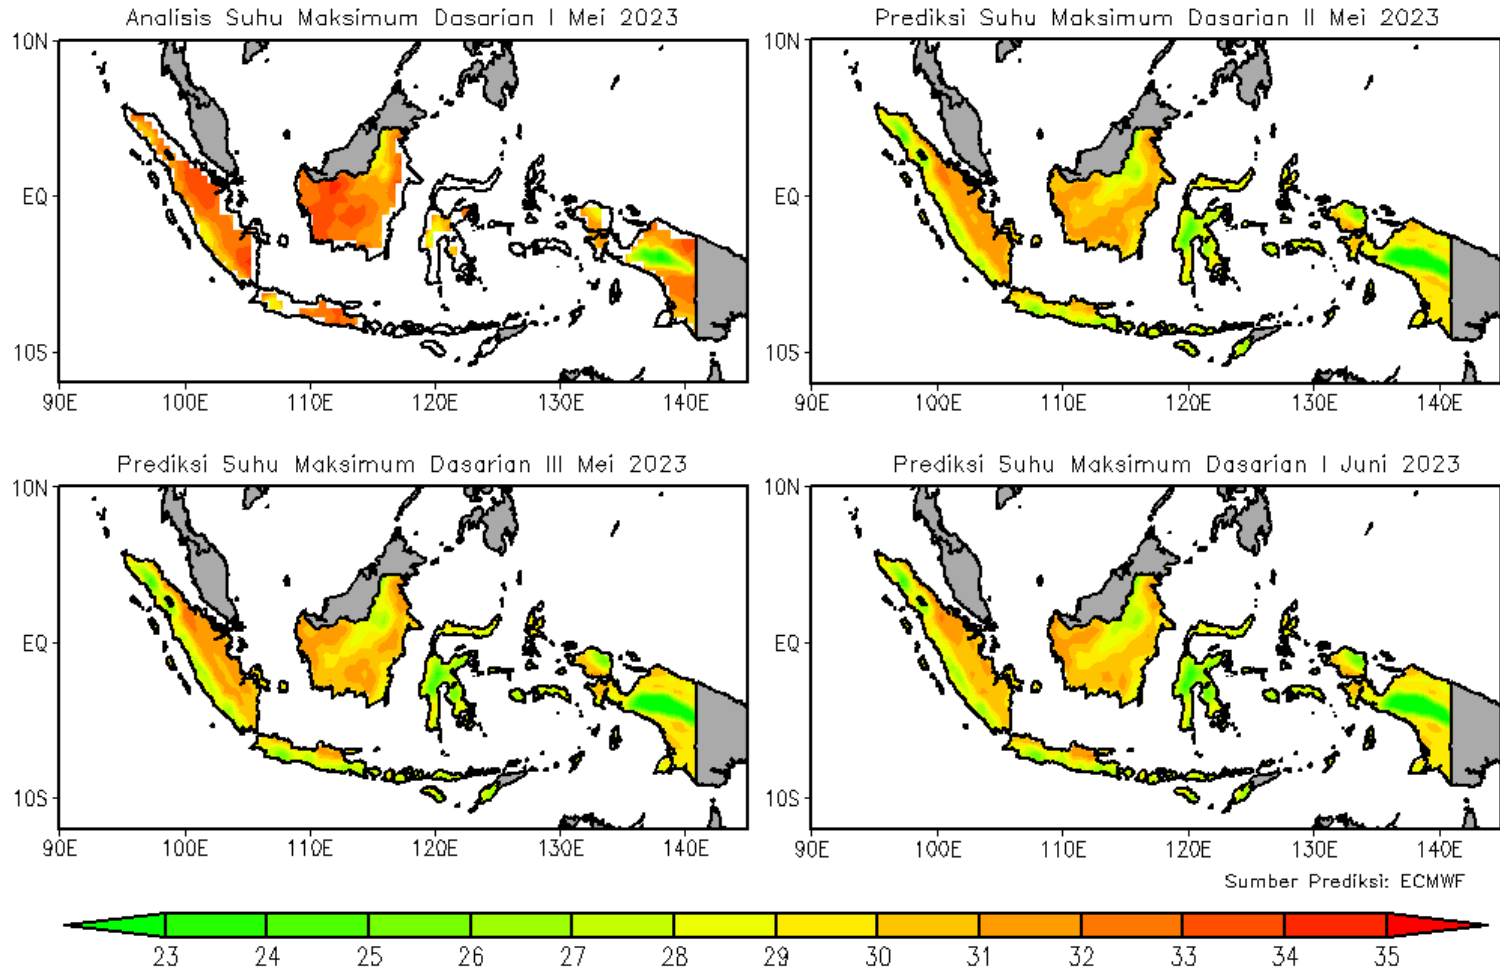 Analisis Suhu Maksimum Dasarian I Mei 2023
Prediksi Suhu Maksimum Dasarian II Mei 2023
10N
EQ
10S
90E 100E 110E 120E 130E 140E
10N
EQ
10S
90E 100E 110E 120E 130E 140E
Prediksi Suhu Maksimum Dasarian III Mei 2023
Prediksi Suhu Maksimum Dasarian I Juni 2023
10N
EQ
10S
90E 100E 110E 120E 130E 140E
10N
EQ
10S
90E 100E 110E 120E 130E 140E
Sumber Prediksi: ECMWF
23 24 25 26 27 28 29 30 31 32 33 34 35